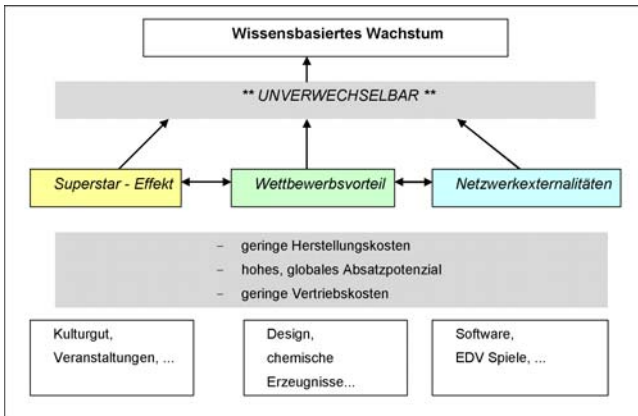 Wissensbasiertes Wachstum
** UNVERWECHSELBAR **
Superstar - Effekt
Wettbewerbsvorteil
Netzwerkexternalitäten
– geringe Herstellungskosten
– hohes, globales Absatzpotenzial
– geringe Vertriebskosten
Kulturgut,
Veranstaltungen, ...
Design,
chemische
Erzeugnisse...
Software,
EDV Spiele, ...